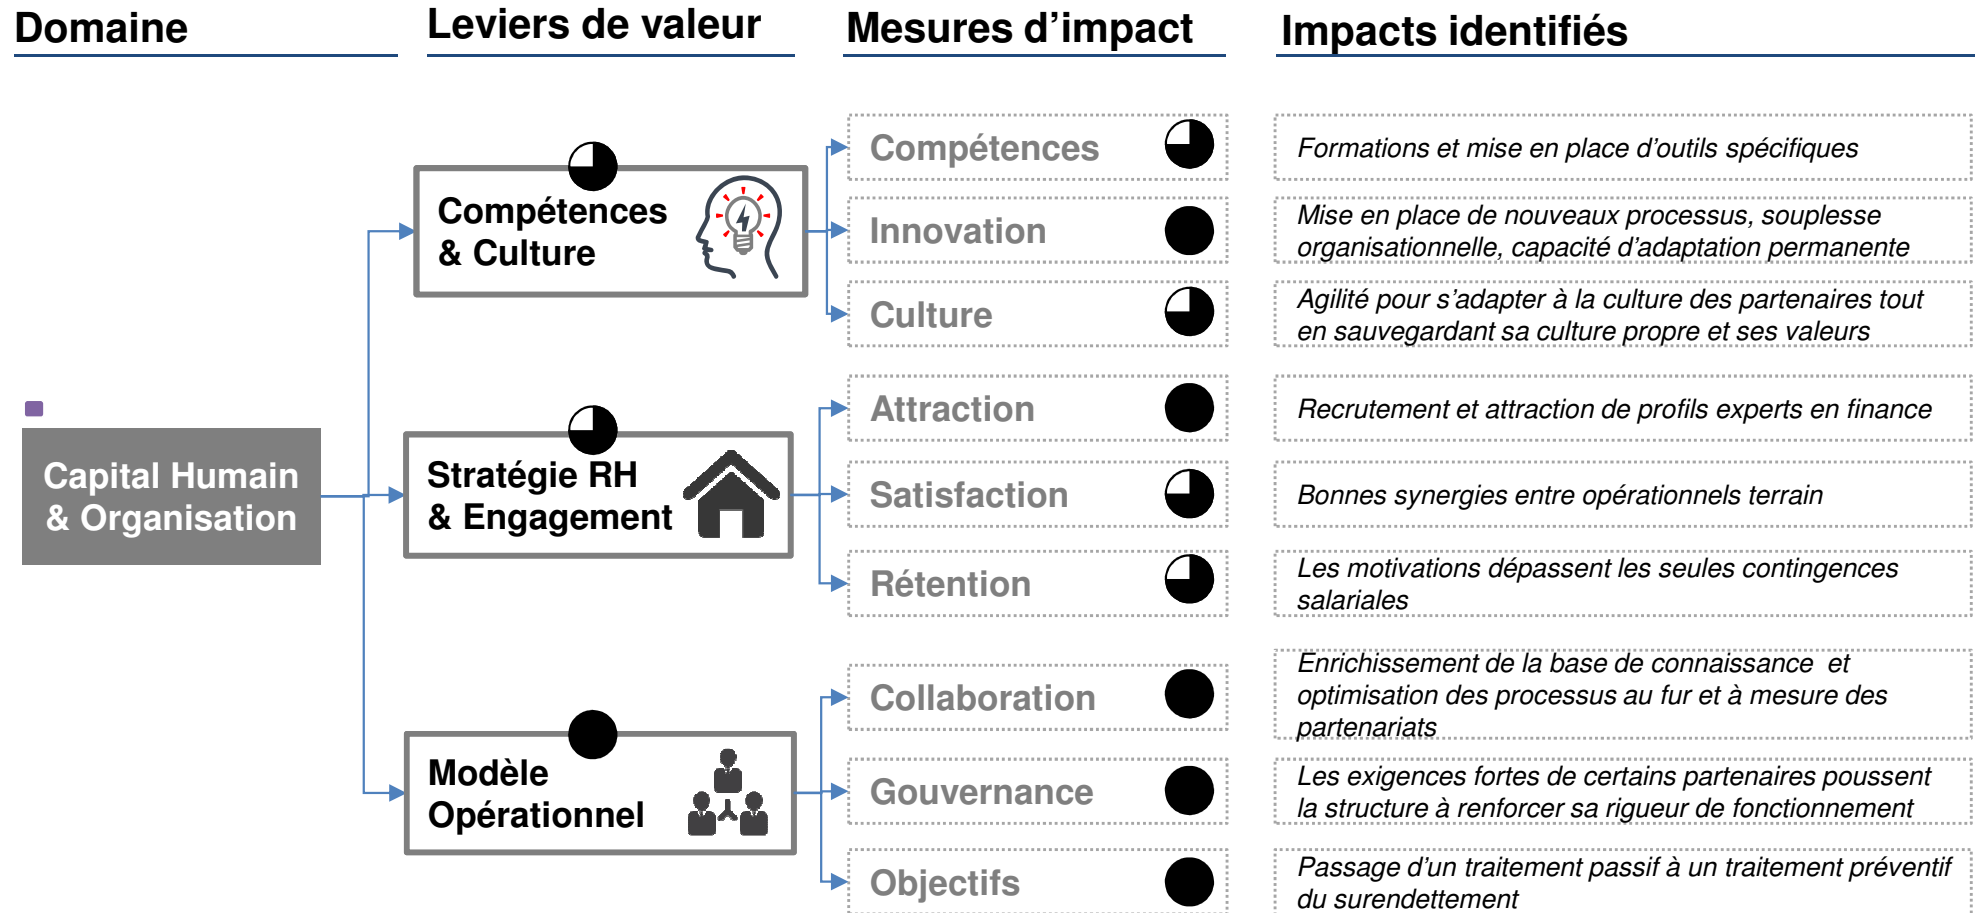 Domaine
Leviers de valeur
Mesures d’impact
Impacts identifiés
Capital Humain
& Organisation
Compétences
& Culture
Compétences
Formations et mise en place d’outils spécifiques
Innovation
Mise en place de nouveaux processus, souplesse
organisationnelle, capacité d’adaptation permanente
Culture
Agilité pour s’adapter à la culture des partenaires tout
en sauvegardant sa culture propre et ses valeurs
Stratégie RH
& Engagement
Attraction
Recrutement et attraction de profils experts en finance
Satisfaction
Bonnes synergies entre opérationnels terrain
Rétention
Les motivations dépassent les seules contingences
salariales
Modèle
Opérationnel
Collaboration
Enrichissement de la base de connaissance et
optimisation des processus au fur et à mesure des
partenariats
Gouvernance
Les exigences fortes de certains partenaires poussent
la structure à renforcer sa rigueur de fonctionnement
Objectifs
Passage d’un traitement passif à un traitement préventif
du surendettement